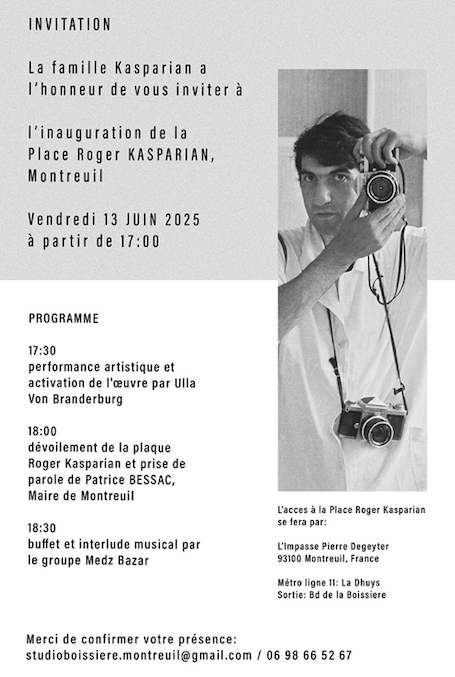 INVITATION
La famille Kasparian a
l'honneur de vous inviter à
l'inauguration de la
Place Roger KASPARIAN,
Montreuil
Vendredi 13 JUIN 2025
à partir de 17:00
PROGRAMME
17:30
performance artistique et
activation de l'œuvre par Ulla
Von Branderburg
18:00
dévoilement de la plaque
Roger Kasparian et prise de
parole de Patrice BESSAC,
Maire de Montreuil
18:30
buffet et interlude musical par
le groupe Medz Bazar
L'acces à la Place Roger Kasparian
se fera par:
L'Impasse Pierre Degeyter
93100 Montreuil, France
Métro ligne 11: La Dhuys
Sortie: Bd de la Boissiere
Merci de confirmer votre présence:
studioboissiere.montreuil@gmail.com / 06 98 66 52 67